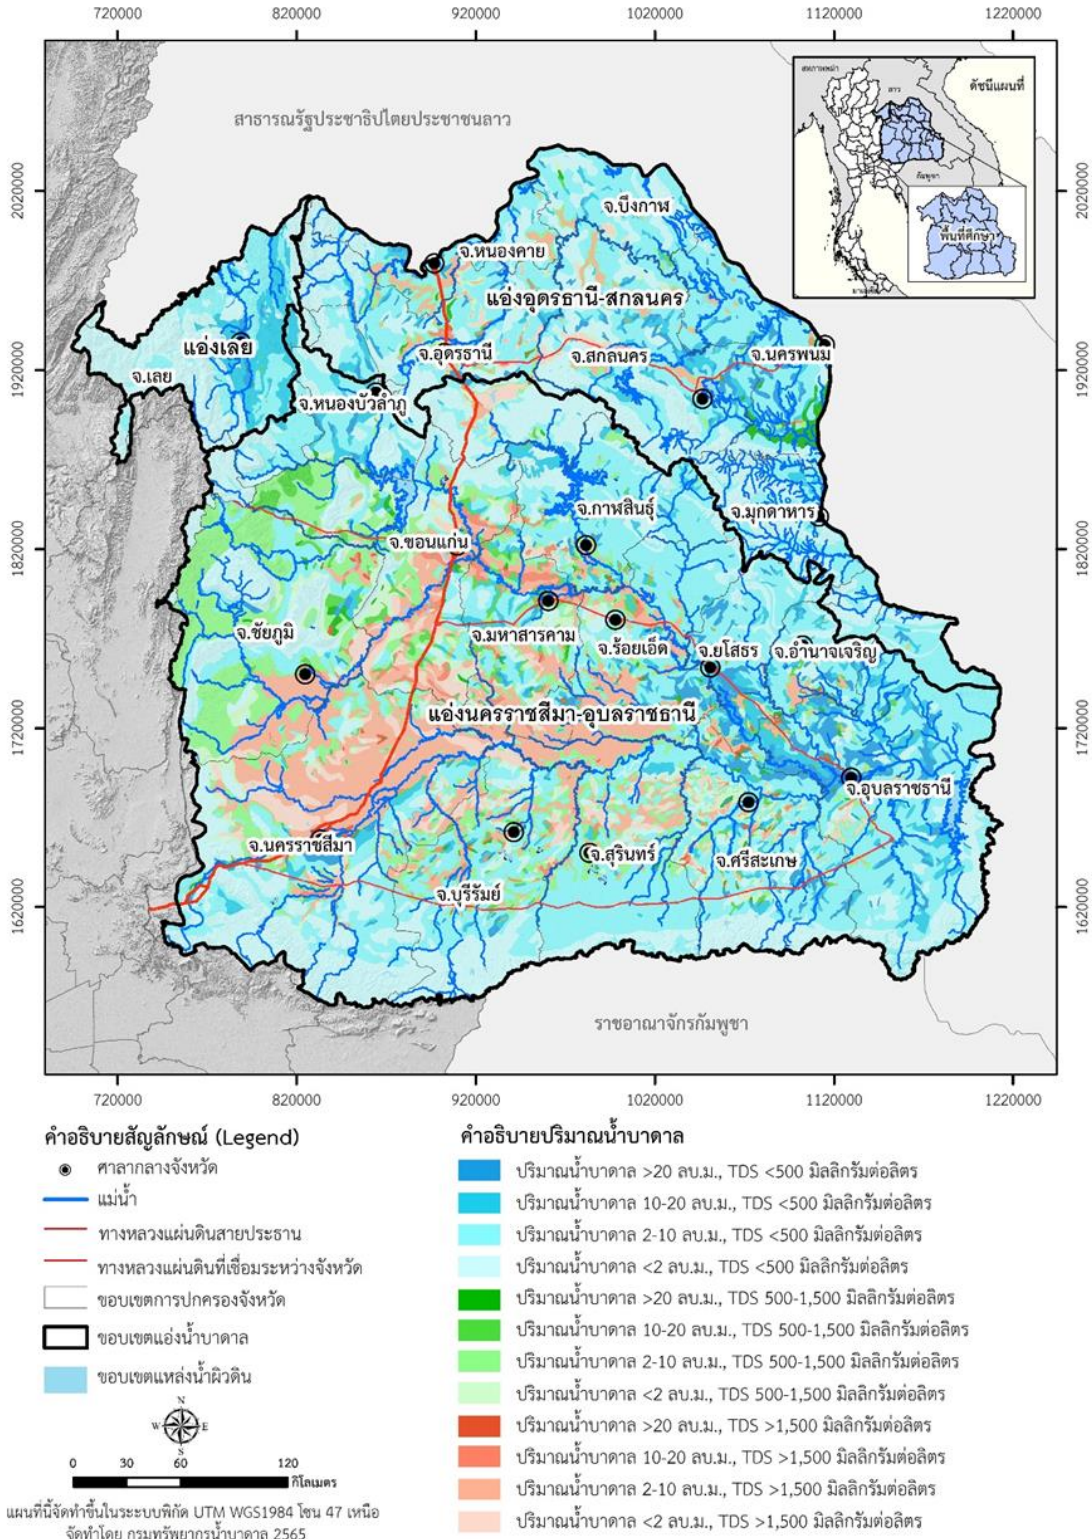 720000 820000 920000 1020000 1120000 1220000
สหภาพพม่า
ลาว
ดัชนีแผนที่
กัมพูชา
พื้นที่ศึกษา
มาเลเซีย
สาธารณรัฐประชาธิปไตยประชาชนลาว
2020000 2020000
จ.บึงกาฬ
จ.หนองคาย
แอ่งอุดรธานี-สกลนคร
แอ่งเลย
จ.อุดรธานี
จ.สกลนคร
จ.นครพนม
1920000 1920000
จ.เลย
จ.หนองบัวลำภู
จ.กาฬสินธุ์
จ.มุกดาหาร
จ.ขอนแก่น
1820000 1820000
จ.ชัยภูมิ
จ.มหาสารคาม
จ.ร้อยเอ็ด
จ.ยโสธร
จ.อำนาจเจริญ
แอ่งนครราชสีมา-อุบลราชธานี
1720000 1720000
จ.อุบลราชธานี
จ.นครราชสีมา
จ.สุรินทร์
จ.ศรีสะเกษ
จ.บุรีรัมย์
1620000 1620000
ราชอาณาจักรกัมพูชา
720000 820000 920000 1020000 1120000 1220000
คำอธิบายสัญลักษณ์ (Legend)
ศาลากลางจังหวัด
แม่น้ำ
ทางหลวงแผ่นดินสายประธาน
ทางหลวงแผ่นดินที่เชื่อมระหว่างจังหวัด
ขอบเขตการปกครองจังหวัด
ขอบเขตแอ่งน้ำบาดาล
ขอบเขตแหล่งน้ำผิวดิน
N
W E
S
0 30 60 120
กิโลเมตร
แผนที่นี้จัดทำขึ้นในระบบพิกัด UTM WGS1984 โซน 47 เหนือ
จัดทำโดย กรมทรัพยากรน้ำบาดาล 2565
คำอธิบายปริมาณน้ำบาดาล
ปริมาณน้ำบาดาล >20 ลบ.ม., TDS <500 มิลลิกรัมต่อลิตร
ปริมาณน้ำบาดาล 10-20 ลบ.ม., TDS <500 มิลลิกรัมต่อลิตร
ปริมาณน้ำบาดาล 2-10 ลบ.ม., TDS <500 มิลลิกรัมต่อลิตร
ปริมาณน้ำบาดาล <2 ลบ.ม., TDS <500 มิลลิกรัมต่อลิตร
ปริมาณน้ำบาดาล >20 ลบ.ม., TDS 500-1,500 มิลลิกรัมต่อลิตร
ปริมาณน้ำบาดาล 10-20 ลบ.ม., TDS 500-1,500 มิลลิกรัมต่อลิตร
ปริมาณน้ำบาดาล 2-10 ลบ.ม., TDS 500-1,500 มิลลิกรัมต่อลิตร
ปริมาณน้ำบาดาล <2 ลบ.ม., TDS 500-1,500 มิลลิกรัมต่อลิตร
ปริมาณน้ำบาดาล >20 ลบ.ม., TDS >1,500 มิลลิกรัมต่อลิตร
ปริมาณน้ำบาดาล 10-20 ลบ.ม., TDS >1,500 มิลลิกรัมต่อลิตร
ปริมาณน้ำบาดาล 2-10 ลบ.ม., TDS >1,500 มิลลิกรัมต่อลิตร
ปริมาณน้ำบาดาล <2 ลบ.ม., TDS >1,500 มิลลิกรัมต่อลิตร